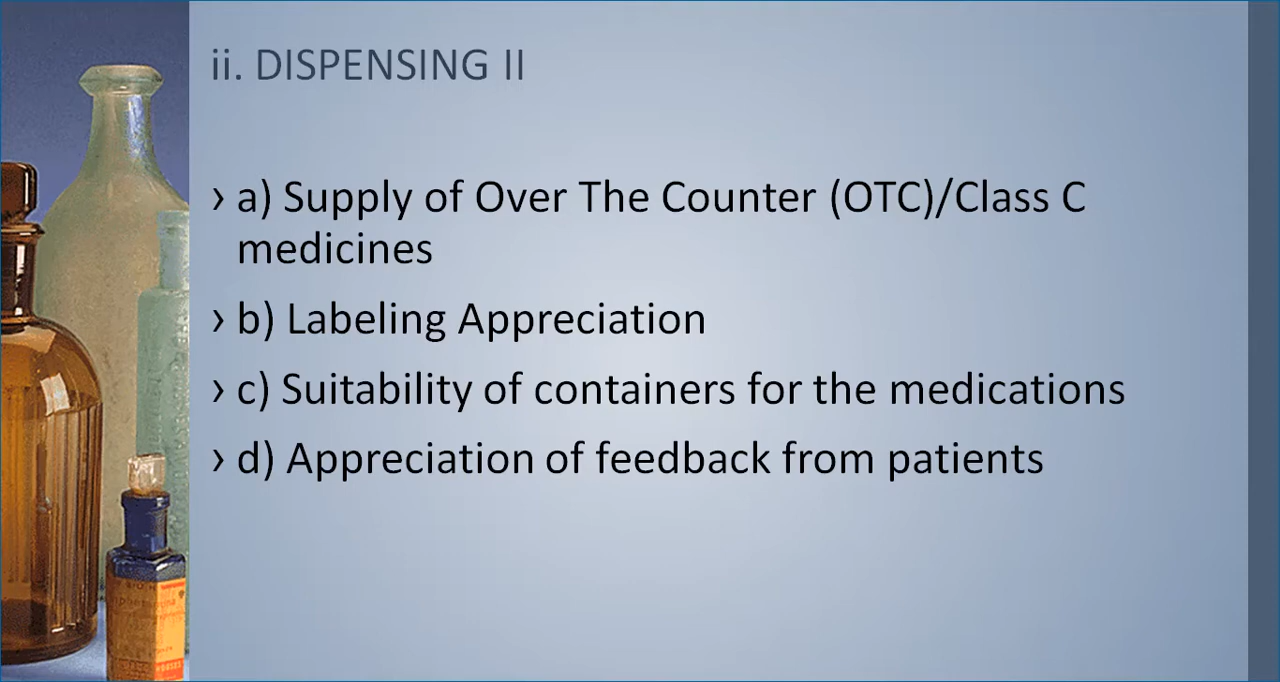 ii. DISPENSING II
› a) Supply of Over The Counter (OTC)/Class C
medicines
› b) Labeling Appreciation
› c) Suitability of containers for the medications
› d) Appreciation of feedback from patients